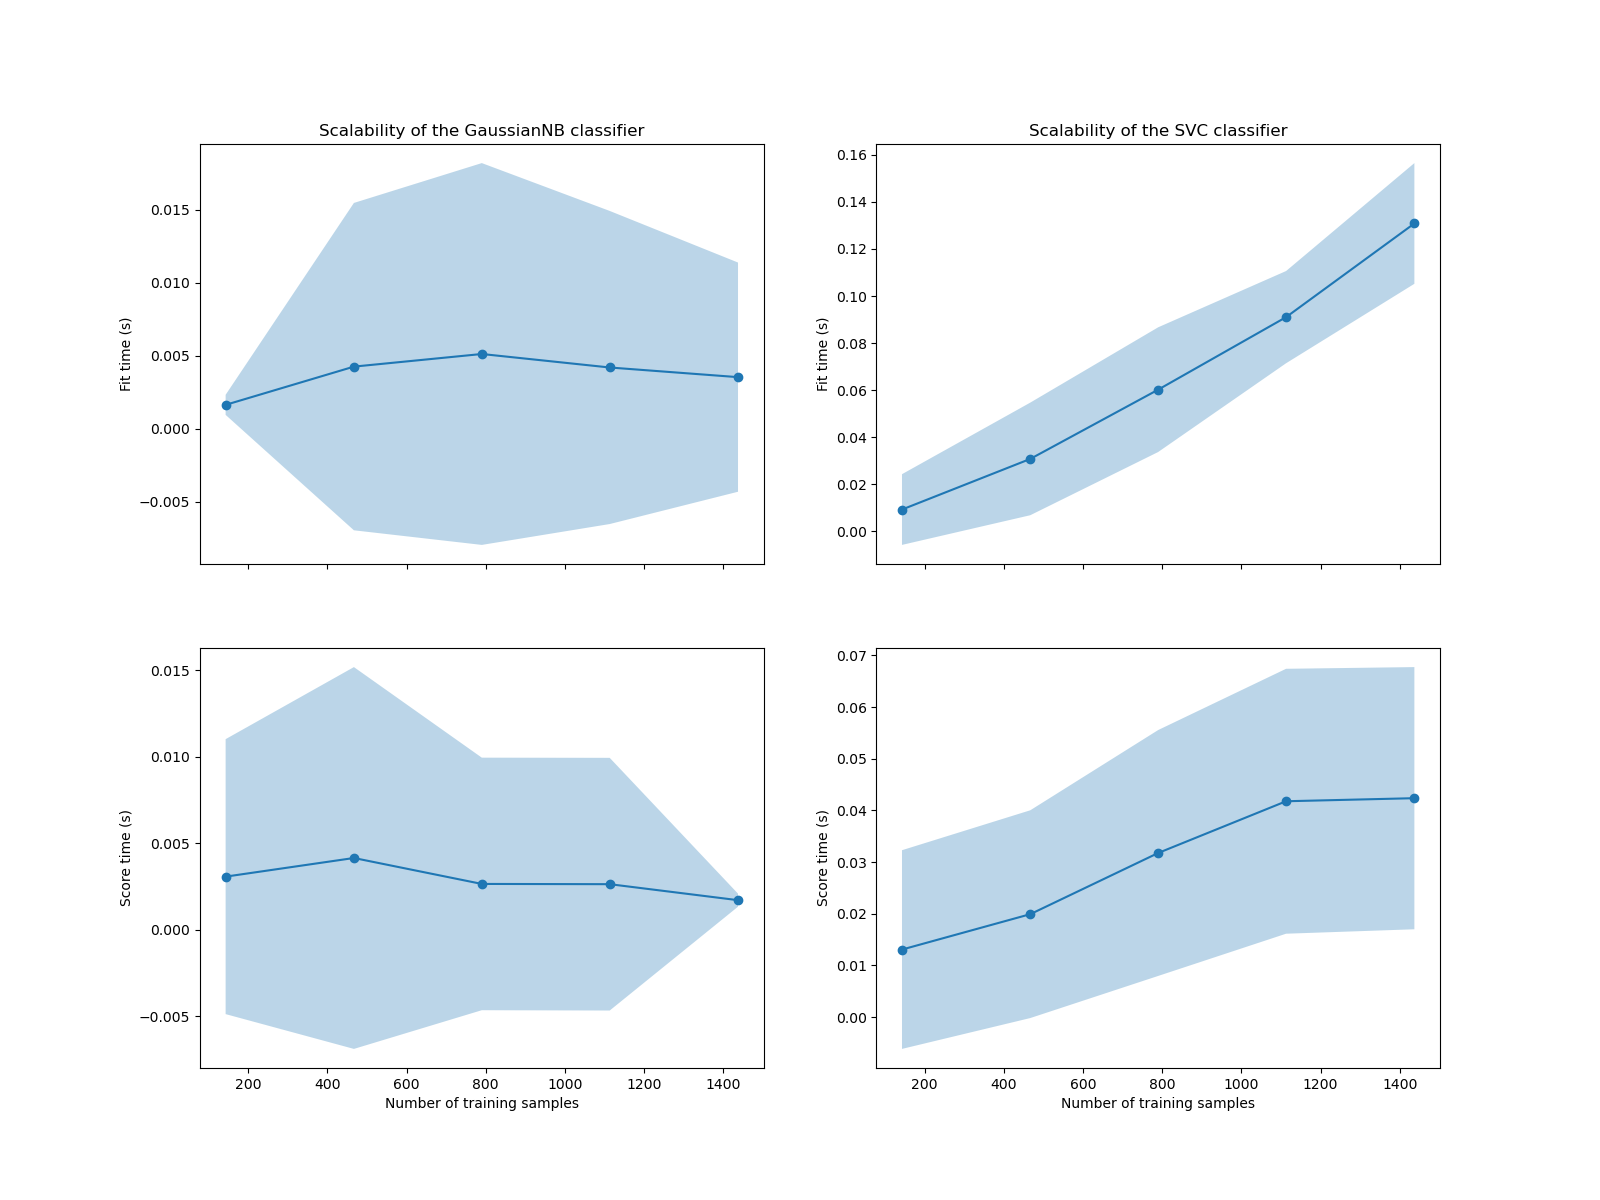 Scalability of the GaussianNB classifier
0.015
0.010
0.005
0.000
−0.005
Fit time (s)
Scalability of the SVC classifier
0.16
0.14
0.12
0.10
0.08
0.06
0.04
0.02
0.00
Fit time (s)
0.015
0.010
0.005
0.000
−0.005
Score time (s)
200 400 600 800 1000 1200 1400
Number of training samples
0.07
0.06
0.05
0.04
0.03
0.02
0.01
0.00
Score time (s)
200 400 600 800 1000 1200 1400
Number of training samples